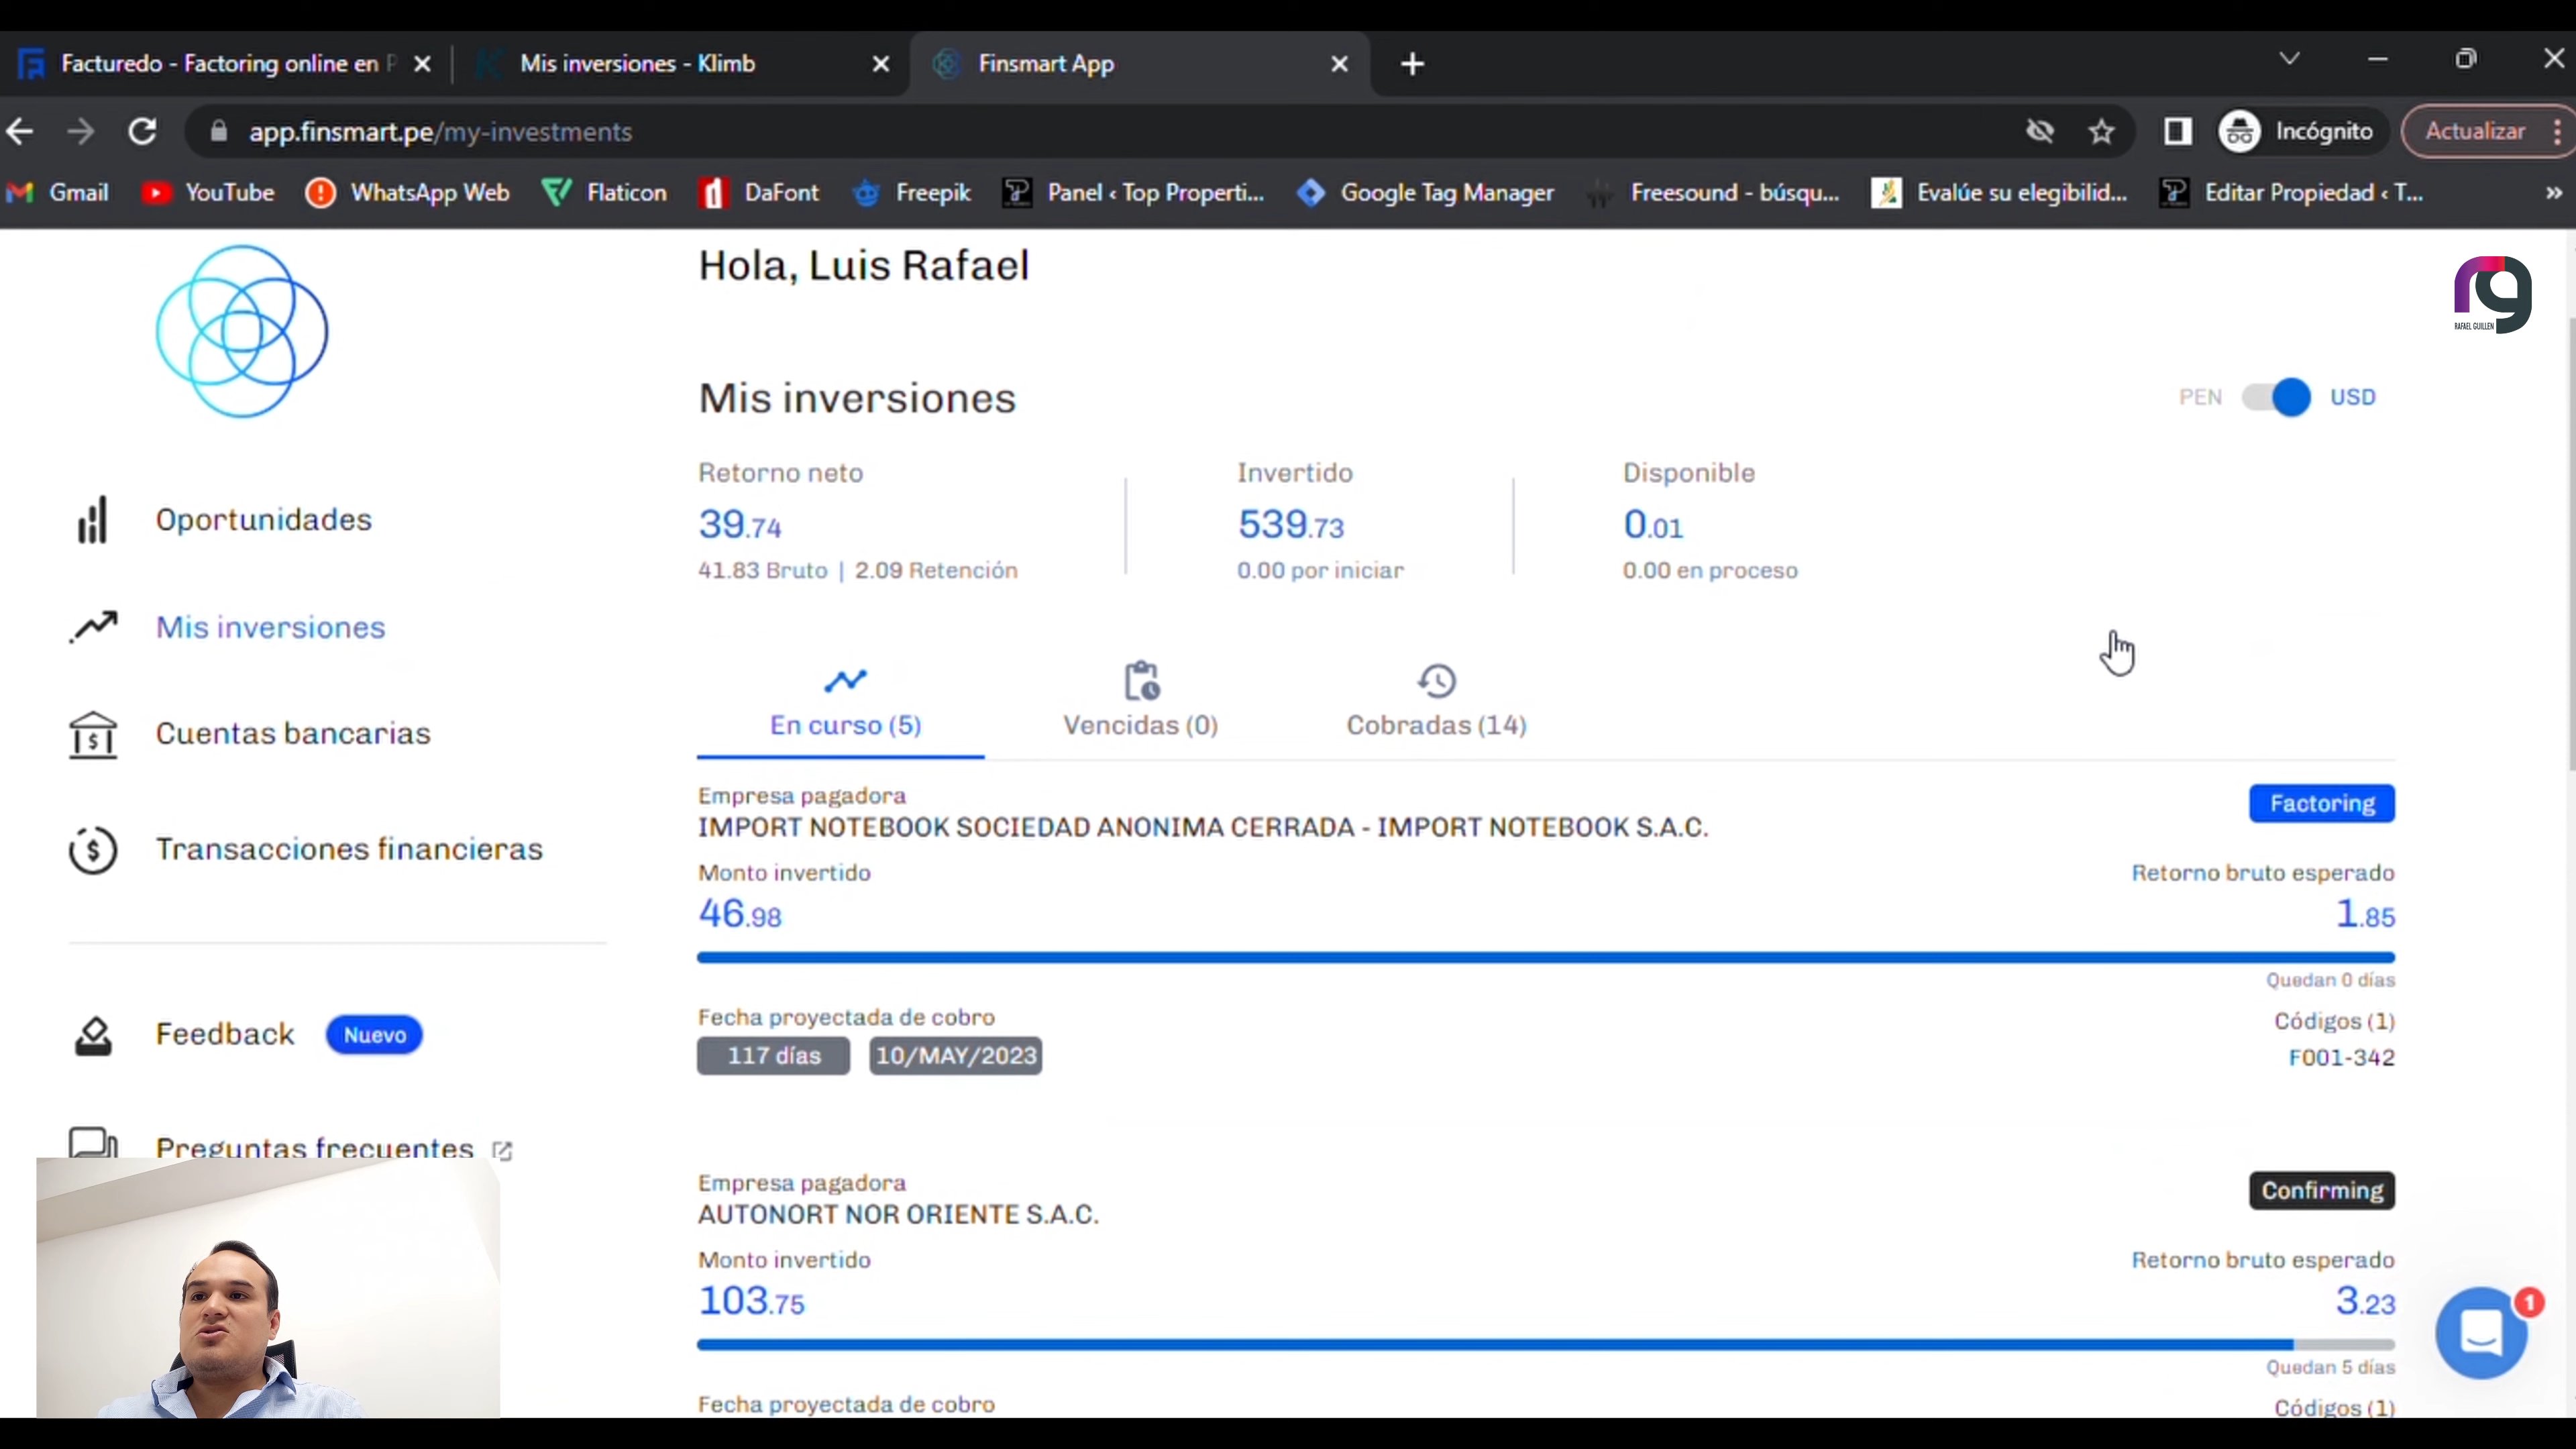 Facturedo - Factoring online en P
Mis inversiones - Klimb
Finsmart App
app.finsmart.pe/my-investments
Incógnito
Actualizar
Gmail
YouTube
WhatsApp Web
Flaticon
DaFont
Freepik
Panel ‹ Top Properti...
Google Tag Manager
Freesound - búsqu...
Evalúe su elegibilid...
Editar Propiedad ‹ T...
»
Hola, Luis Rafael
rg
RAFAEL GUILLEN
Mis inversiones
PEN
USD
Retorno neto
39.74
41.83 Bruto | 2.09 Retención
Invertido
539.73
0.00 por iniciar
Disponible
0.01
0.00 en proceso
Oportunidades
Mis inversiones
Cuentas bancarias
Transacciones financieras
Feedback
Nuevo
Preguntas frecuentes
En curso (5)
Vencidas (0)
Cobradas (14)
Empresa pagadora
Factoring
IMPORT NOTEBOOK SOCIEDAD ANONIMA CERRADA - IMPORT NOTEBOOK S.A.C.
Monto invertido
Retorno bruto esperado
46.98
1.85
Quedan 0 días
Fecha proyectada de cobro
Códigos (1)
117 días
10/MAY/2023
F001-342
Empresa pagadora
Confirming
AUTONORT NOR ORIENTE S.A.C.
Monto invertido
Retorno bruto esperado
103.75
3.23
1
Quedan 5 días
Fecha proyectada de cobro
Códigos (1)